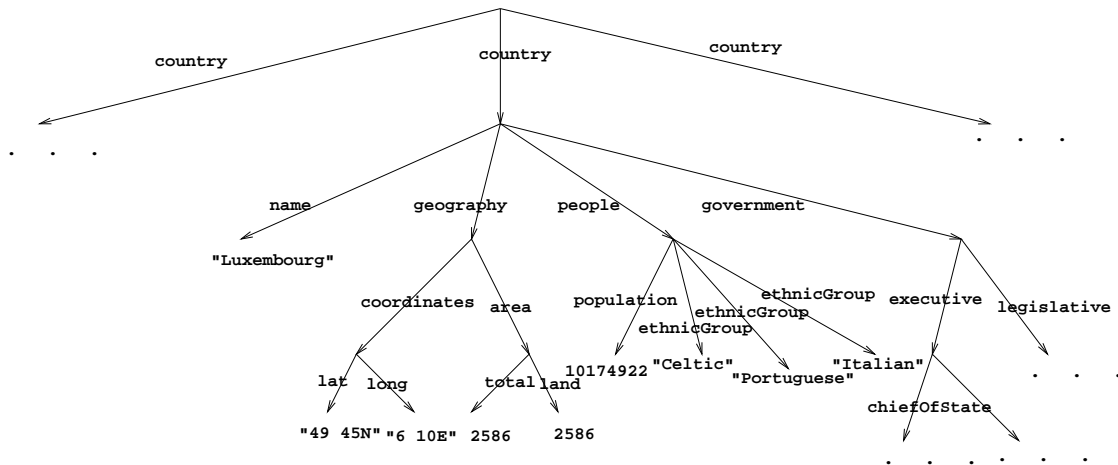 country
country
country
. . .
. . .
name
geography
people
government
"Luxembourg"
coordinates
area
population
ethnicGroup
ethnicGroup
ethnicGroup
executive
legislative
10174922
"Celtic"
"Portuguese"
"Italian"
. . .
lat
long
total
land
chiefOfState
"49 45N"
"6 10E"
2586
2586
. . .
. . .